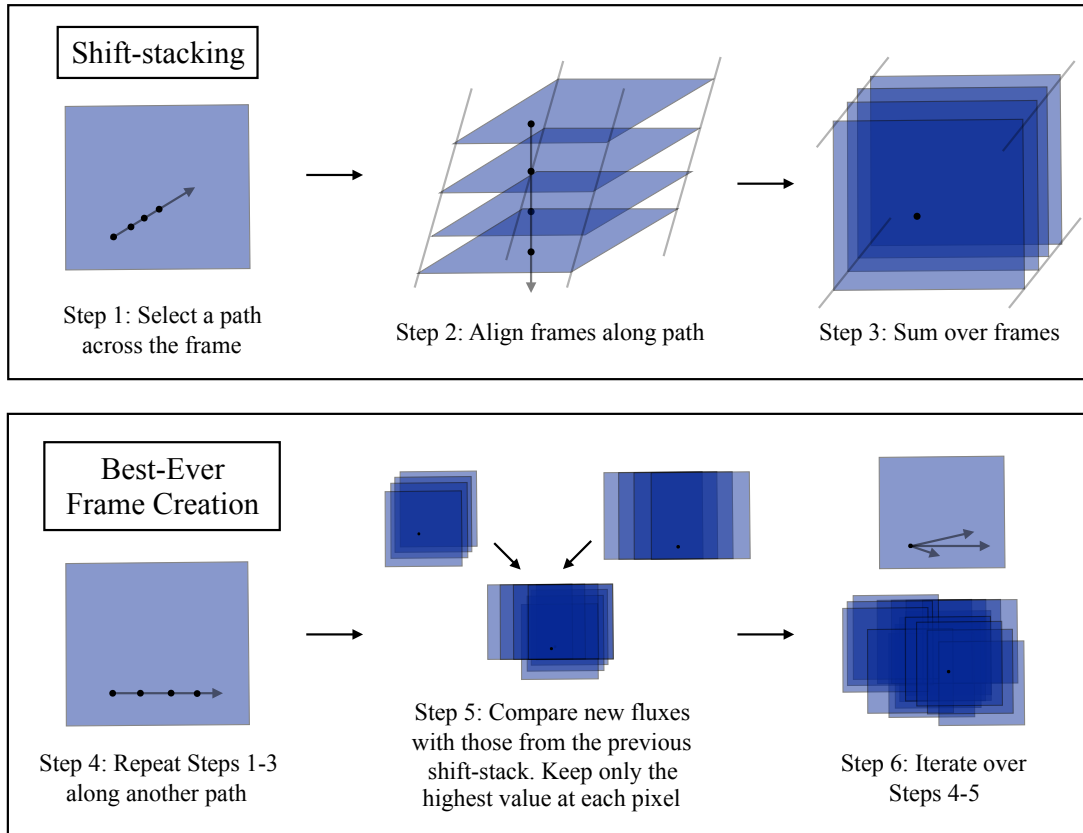 Shift-stacking
Step 1: Select a path
across the frame
Step 2: Align frames along path
Step 3: Sum over frames
Best-Ever
Frame Creation
Step 4: Repeat Steps 1-3
along another path
Step 5: Compare new fluxes
with those from the previous
shift-stack. Keep only the
highest value at each pixel
Step 6: Iterate over
Steps 4-5